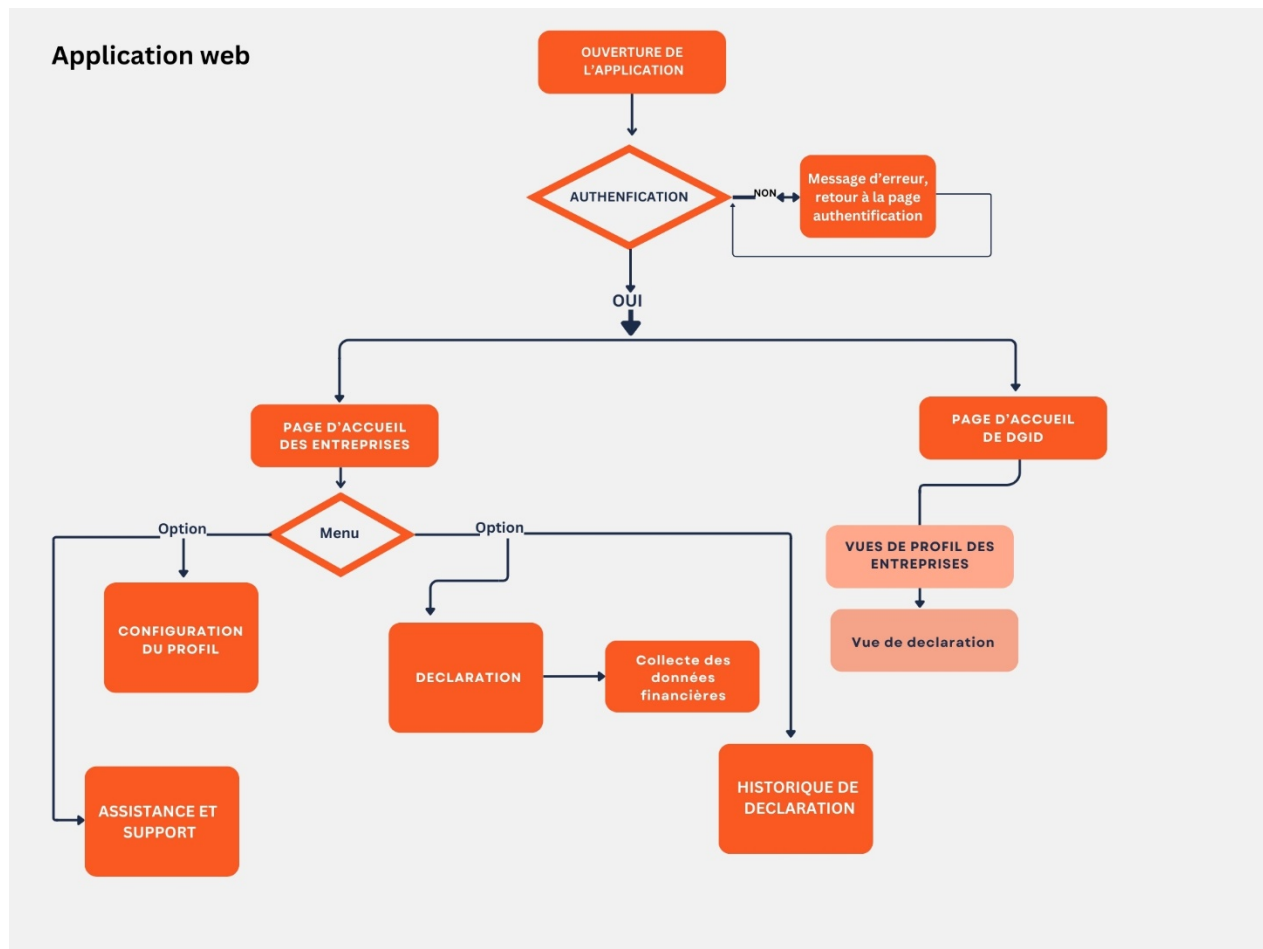 Application web
OUVERTURE DE
L'APPLICATION
AUTHENFICATION
NON
Message d'erreur,
retour à la page
authentification
OUI
PAGE D'ACCUEIL
DES ENTREPRISES
PAGE D'ACCUEIL
DE DGID
Option
Menu
Option
VUES DE PROFIL DES
ENTREPRISES
CONFIGURATION
DU PROFIL
DECLARATION
Collecte des
données
financières
Vue de declaration
HISTORIQUE DE
DECLARATION
ASSISTANCE ET
SUPPORT